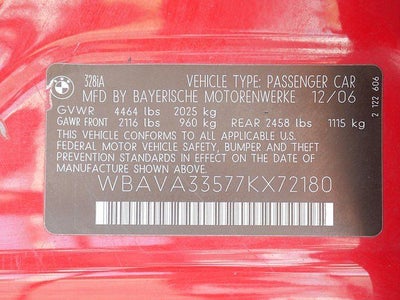 328iA VEHICLE TYPE: PASSENGER CAR
MFD BY BAYERISCHE MOTORENWERKE 12/06
GVWR 4464 lbs 2025 kg
GAWR FRONT 2116 lbs 960 kg REAR 2458 lbs 1115 kg
THIS VEHICLE CONFORMS TO ALL APPLICABLE U.S.
FEDERAL MOTOR VEHICLE SAFETY, BUMPER AND THEFT
PREVENTION STANDARDS IN EFFECT ON THE DATE OF
MANUFACTURE SHOWN ABOVE.
WBAVA33577KX72180
2 122 606